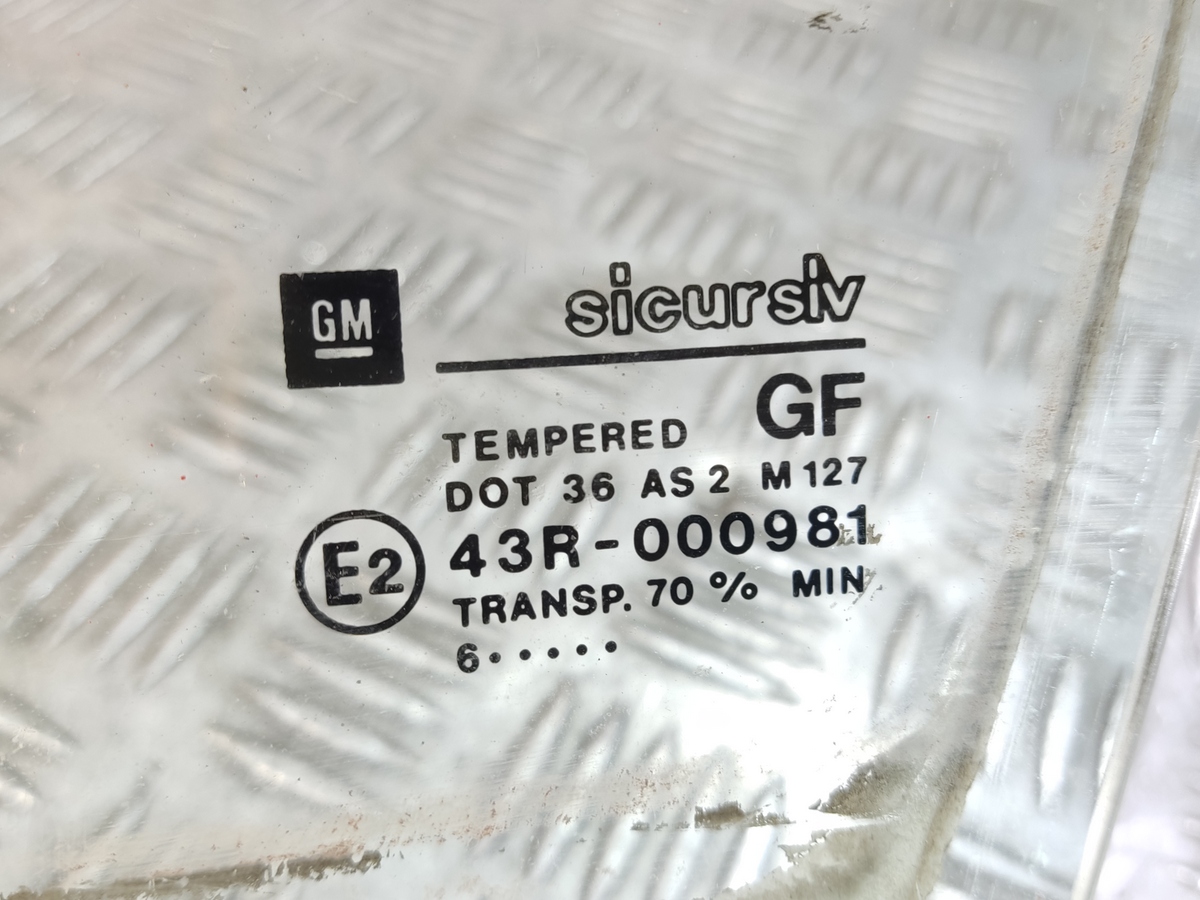 GM
sicursiv
GF
TEMPERED
DOT 36 AS 2 M 127
E2
43R-000981
TRANSP. 70 % MIN
6•••••